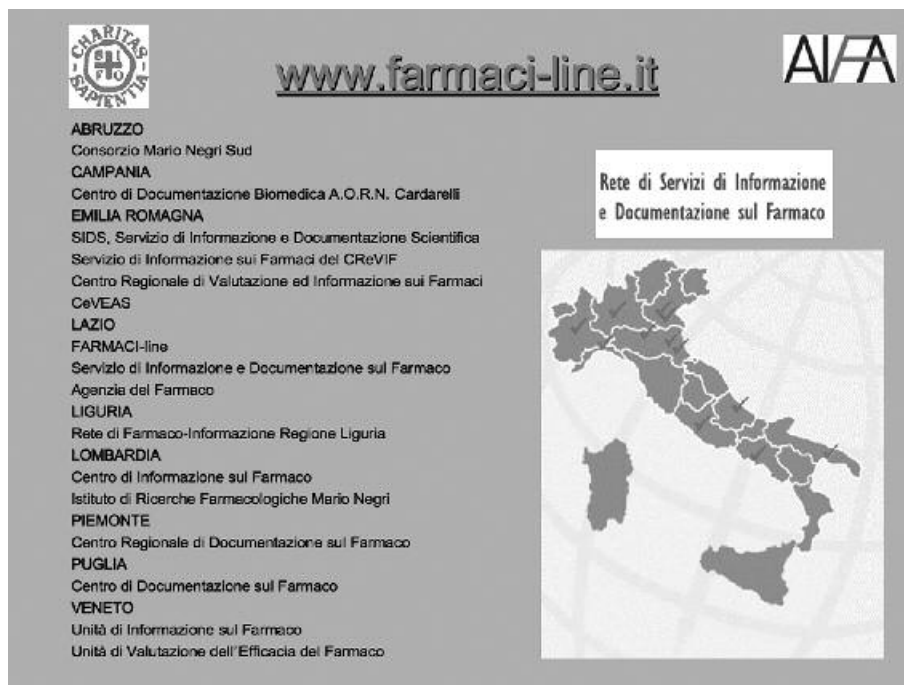 CHARITAS
SIFO
SAPIENTIA
www.farmaci-line.it
AIFA
ABRUZZO
Consorzio Mario Negri Sud
CAMPANIA
Centro di Documentazione Biomedica A.O.R.N. Cardarelli
EMILIA ROMAGNA
SIDS, Servizio di Informazione e Documentazione Scientifica
Servizio di Informazione sui Farmaci del CReVIF
Centro Regionale di Valutazione ed Informazione sui Farmaci
CeVEAS
LAZIO
FARMACI-line
Servizio di Informazione e Documentazione sul Farmaco
Agenzia del Farmaco
LIGURIA
Rete di Farmaco-Informazione Regione Liguria
LOMBARDIA
Centro di Informazione sul Farmaco
Istituto di Ricerche Farmacologiche Mario Negri
PIEMONTE
Centro Regionale di Documentazione sul Farmaco
PUGLIA
Centro di Documentazione sul Farmaco
VENETO
Unità di Informazione sul Farmaco
Unità di Valutazione dell'Efficacia del Farmaco
Rete di Servizi di Informazione
e Documentazione sul Farmaco